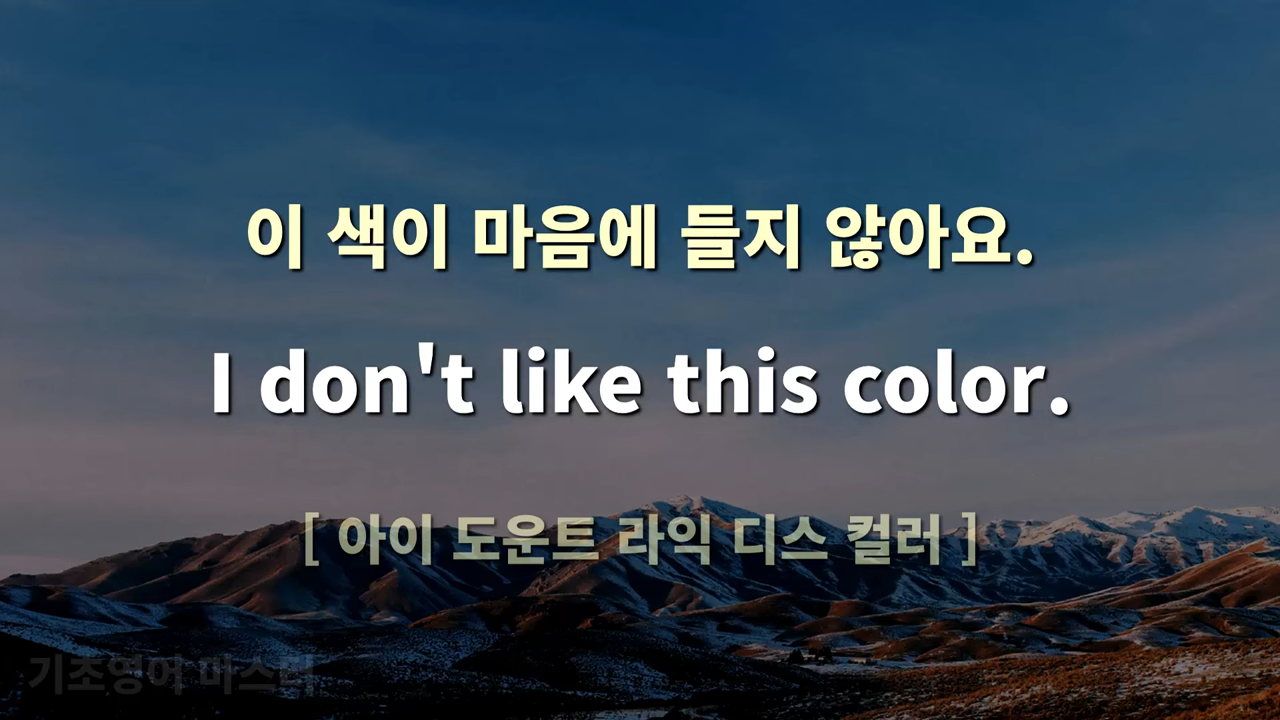 이 색이 마음에 들지 않아요.
I don't like this color.
[ 아이 도운트 라익 디스 컬러 ]
기초영어 마스터